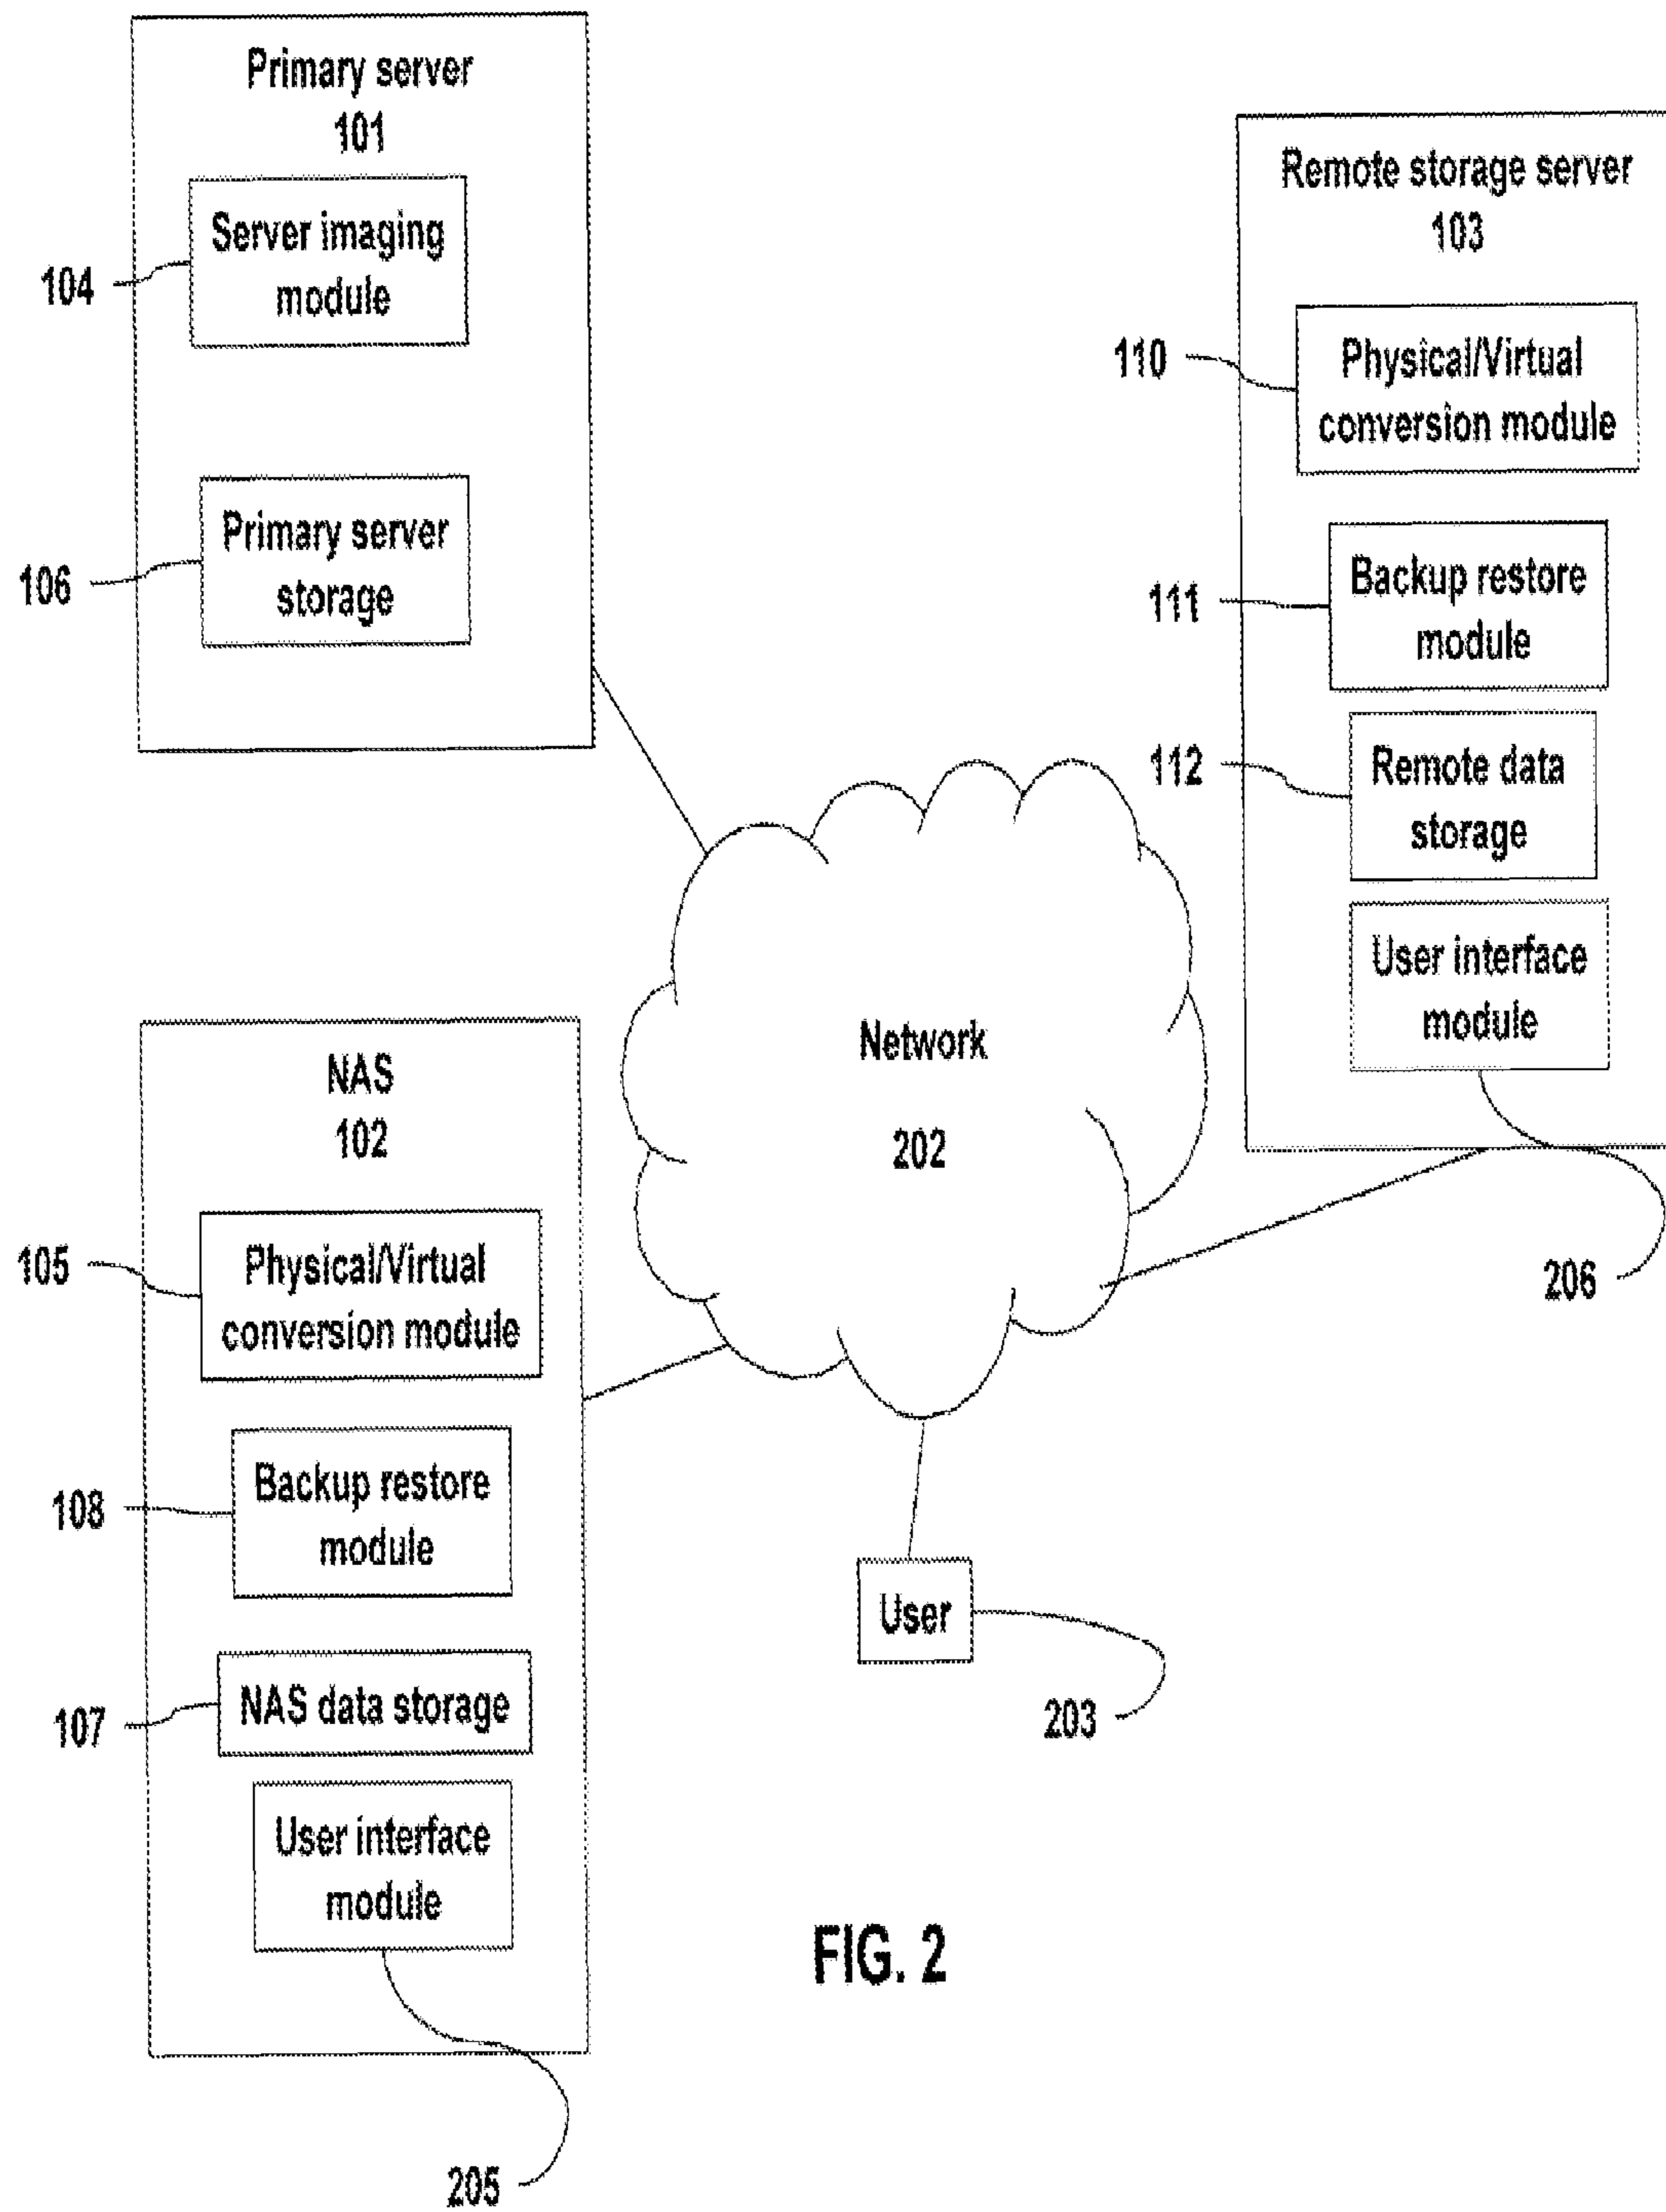 Primary server
101
Server imaging
module
104
Primary server
storage
106
Remote storage server
103
Physical/Virtual
conversion module
110
Backup restore
module
111
Remote data
storage
112
User interface
module
206
Network
202
NAS
102
Physical/Virtual
conversion module
105
Backup restore
module
108
NAS data storage
107
User interface
module
205
User
203
FIG. 2